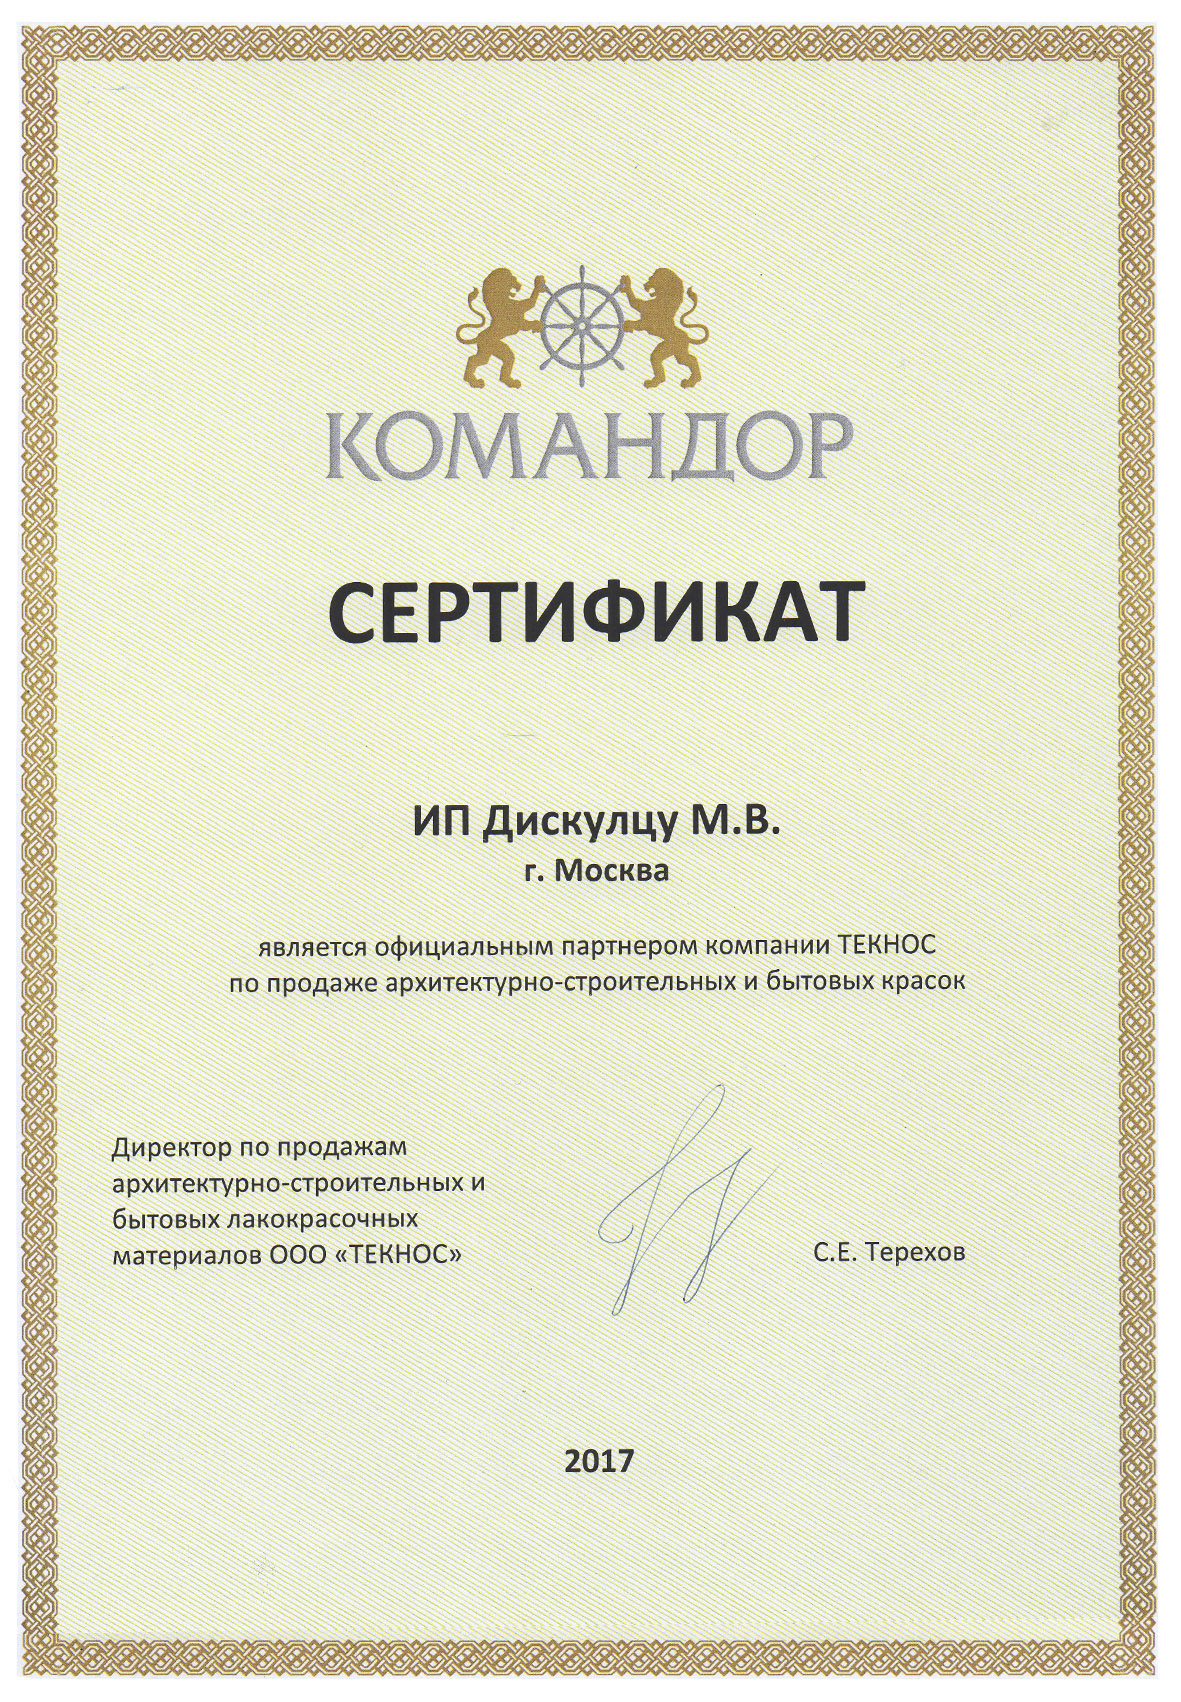 КОМАНДОР
СЕРТИФИКАТ
ИП Дискулцу М.В.
г. Москва
является официальным партнером компании ТЕКНОС
по продаже архитектурно-строительных и бытовых красок
Директор по продажам
архитектурно-строительных и
бытовых лакокрасочных
материалов ООО «ТЕКНОС»
С.Е. Терехов
2017